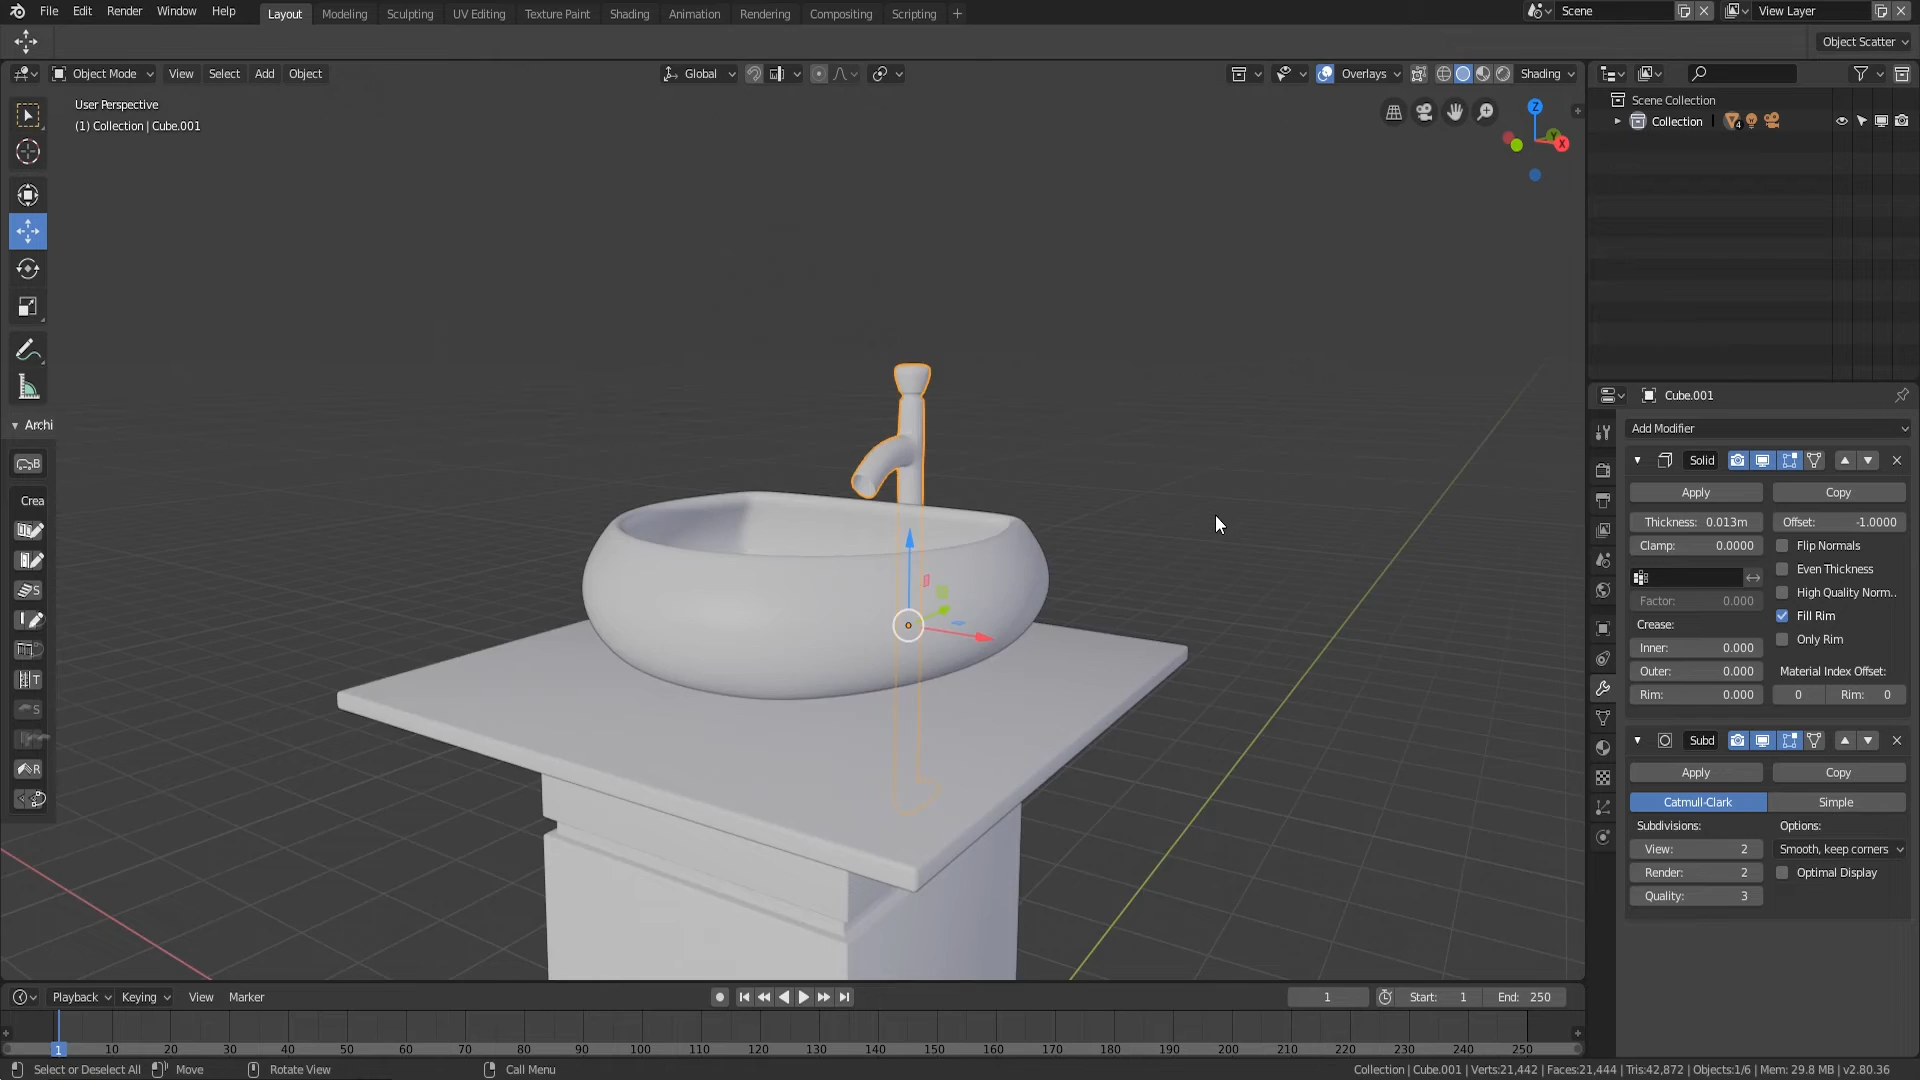 File Edit Render Window Help
Layout Modeling Sculpting UV Editing Texture Paint Shading Animation Rendering Compositing Scripting +
Scene
View Layer
Object Scatter
Object Mode View Select Add Object
Global
Overlays
Shading
User Perspective
(1) Collection | Cube.001
Z
Y
X
Scene Collection
Collection
4
Archi
B
Crea
S
T
S
R
Cube.001
Add Modifier
Solid
Apply
Copy
Thickness: 0.013m
Offset: -1.0000
Clamp: 0.0000
Flip Normals
Even Thickness
High Quality Norm..
Factor: 0.000
Fill Rim
Crease:
Only Rim
Inner: 0.000
Outer: 0.000
Material Index Offset:
Rim: 0.000
0
Rim: 0
Subd
Apply
Copy
Catmull-Clark
Simple
Subdivisions:
Options:
View: 2
Smooth, keep corners
Render: 2
Optimal Display
Quality: 3
Playback Keying View Marker
1
Start: 1
End: 250
1 10 20 30 40 50 60 70 80 90 100 110 120 130 140 150 160 170 180 190 200 210 220 230 240 250
Select or Deselect All Move Rotate View Call Menu
Collection | Cube.001 | Verts:21,442 | Faces:21,444 | Tris:42,872 | Objects:1/6 | Mem: 29.8 MB | v2.80.36